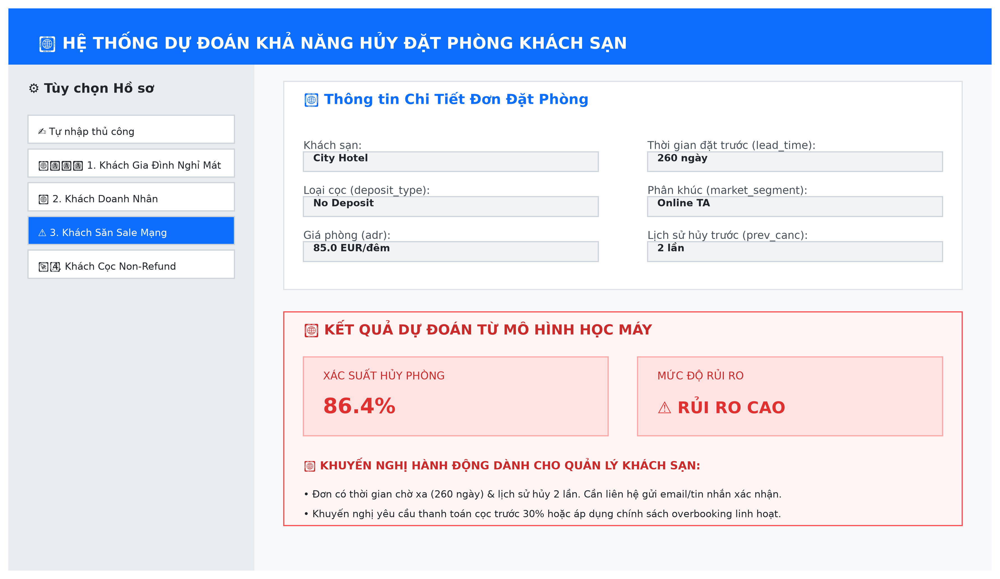 HỆ THỐNG DỰ ĐOÁN KHẢ NĂNG HỦY ĐẶT PHÒNG KHÁCH SẠN
⚙ Tùy chọn Hồ sơ
✍ Tự nhập thủ công
1. Khách Gia Đình Nghỉ Mát
2. Khách Doanh Nhân
⚠ 3. Khách Săn Sale Mạng
4. Khách Cọc Non-Refund
Thông tin Chi Tiết Đơn Đặt Phòng
Khách sạn:
City Hotel
Thời gian đặt trước (lead_time):
260 ngày
Loại cọc (deposit_type):
No Deposit
Phân khúc (market_segment):
Online TA
Giá phòng (adr):
85.0 EUR/đêm
Lịch sử hủy trước (prev_canc):
2 lần
KẾT QUẢ DỰ ĐOÁN TỪ MÔ HÌNH HỌC MÁY
XÁC SUẤT HỦY PHÒNG
86.4%
MỨC ĐỘ RỦI RO
⚠ RỦI RO CAO
KHUYẾN NGHỊ HÀNH ĐỘNG DÀNH CHO QUẢN LÝ KHÁCH SẠN:
• Đơn có thời gian chờ xa (260 ngày) & lịch sử hủy 2 lần. Cần liên hệ gửi email/tin nhắn xác nhận.
• Khuyến nghị yêu cầu thanh toán cọc trước 30% hoặc áp dụng chính sách overbooking linh hoạt.